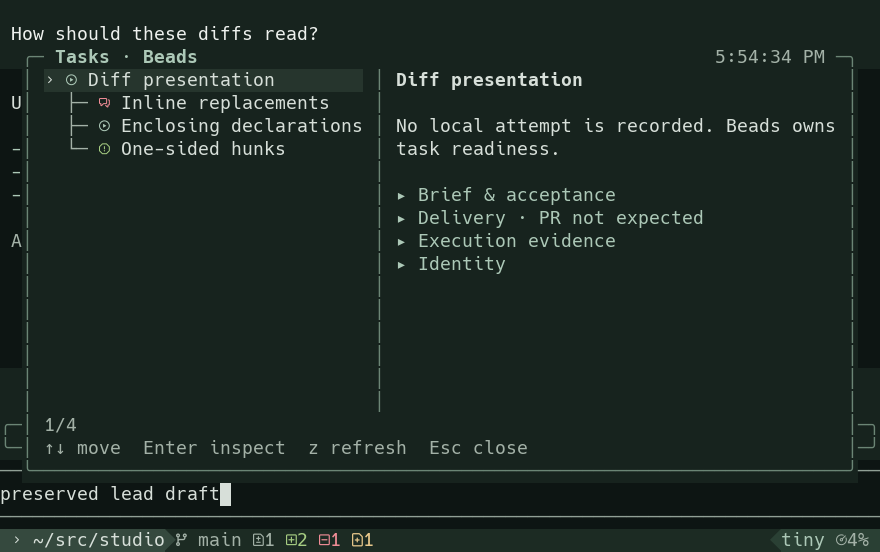 How should these diffs read?
Tasks · Beads 5:54:34 PM
› Diff presentation
Inline replacements
Enclosing declarations
One-sided hunks
Diff presentation
No local attempt is recorded. Beads owns
task readiness.
▸ Brief & acceptance
▸ Delivery · PR not expected
▸ Execution evidence
▸ Identity
U
-
-
-
A
1/4
↑↓ move Enter inspect z refresh Esc close
preserved lead draft
› ~/src/studio main 1 2 1 1 tiny 4%